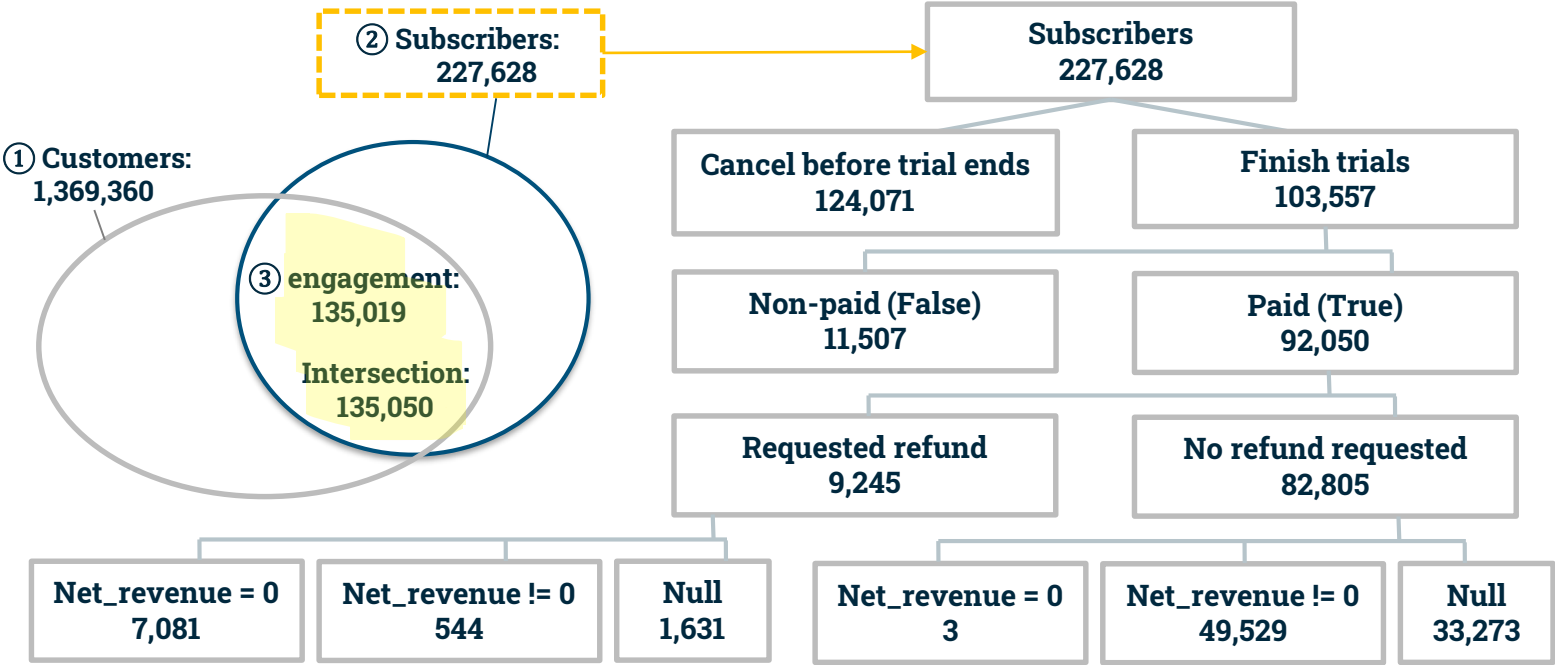 ② Subscribers:
227,628
Subscribers
227,628
① Customers:
1,369,360
③ engagement:
135,019
Intersection:
135,050
Cancel before trial ends
124,071
Finish trials
103,557
Non-paid (False)
11,507
Paid (True)
92,050
Requested refund
9,245
No refund requested
82,805
Net_revenue = 0
7,081
Net_revenue != 0
544
Null
1,631
Net_revenue = 0
3
Net_revenue != 0
49,529
Null
33,273